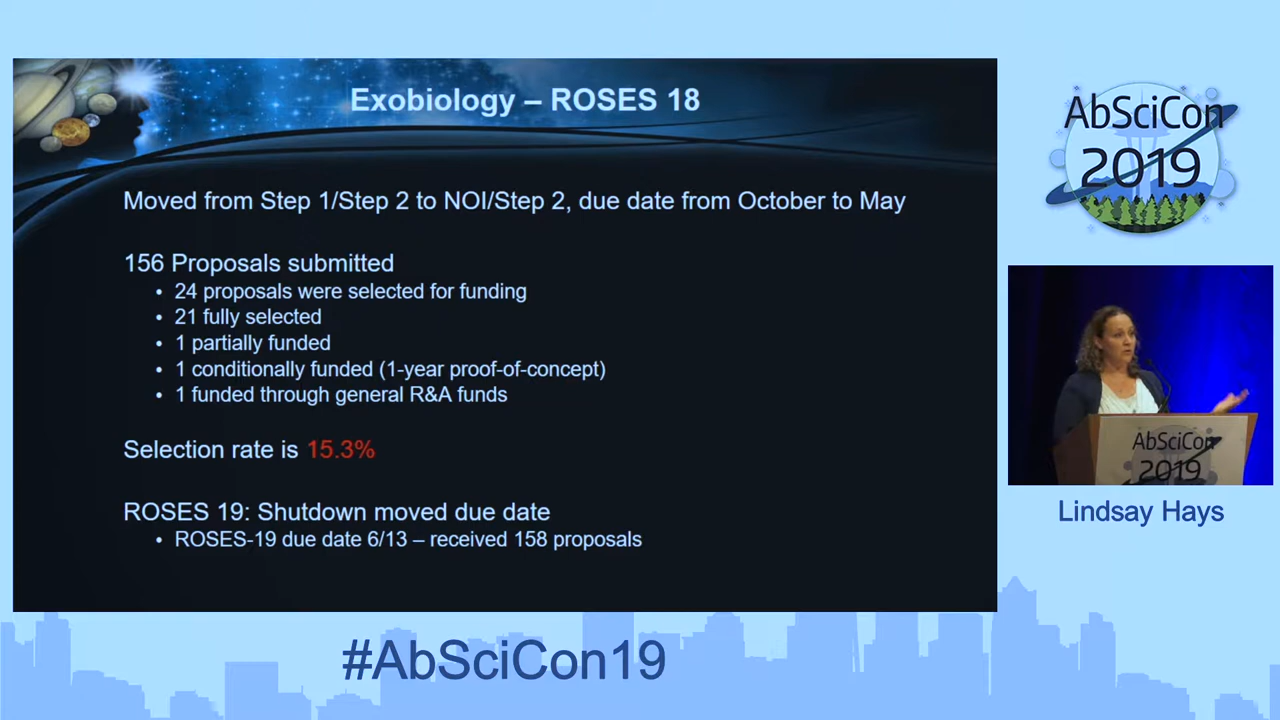 Exobiology – ROSES 18
Moved from Step 1/Step 2 to NOI/Step 2, due date from October to May
156 Proposals submitted
• 24 proposals were selected for funding
• 21 fully selected
• 1 partially funded
• 1 conditionally funded (1-year proof-of-concept)
• 1 funded through general R&A funds
Selection rate is 15.3%
ROSES 19: Shutdown moved due date
• ROSES-19 due date 6/13 – received 158 proposals
AbSciCon
2019
AbSciCon
2019
Lindsay Hays
#AbSciCon19